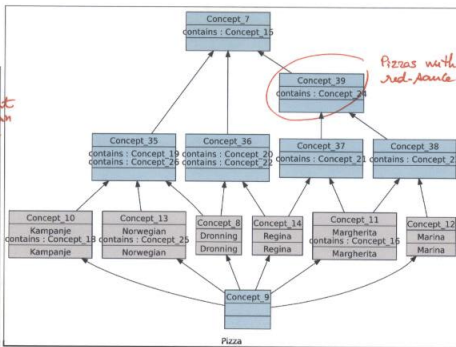 Concept_7
contains : Concept_15
Concept_39
contains : Concept_24
Pizzas with
red-sauce
Concept_35
contains : Concept_19
contains : Concept_26
Concept_36
contains : Concept_20
contains : Concept_22
Concept_37
contains : Concept_21
Concept_38
Concept_10
Kampanje
contains : Concept_18
Kampanje
Concept_13
Norwegian
contains : Concept_25
Norwegian
Concept_8
Dronning
Dronning
Concept_14
Regina
Regina
Concept_11
Margherita
contains : Concept_16
Margherita
Concept_12
Marina
Marina
Concept_9
Pizza